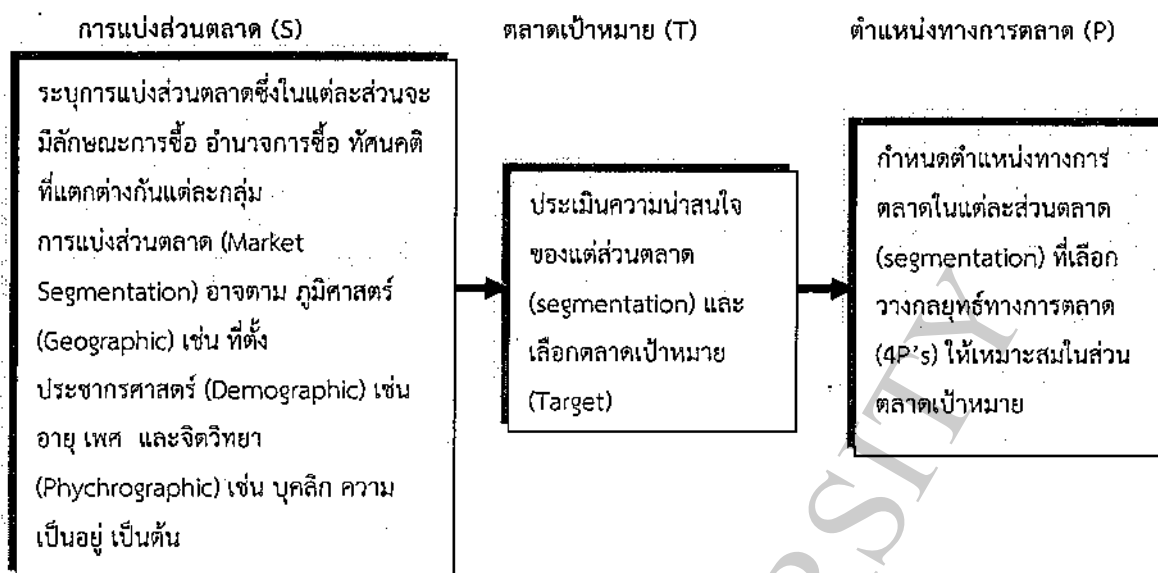 การแบ่งส่วนตลาด (S)
ตลาดเป้าหมาย (T)
ตำแหน่งทางการตลาด (P)
ระบุการแบ่งส่วนตลาดซึ่งในแต่ละส่วนจะ
มีลักษณะการซื้อ อำนาจการซื้อ ทัศนคติ
ที่แตกต่างกันแต่ละกลุ่ม
การแบ่งส่วนตลาด (Market
Segmentation) อาจตาม ภูมิศาสตร์
(Geographic) เช่น ที่ตั้ง
ประชากรศาสตร์ (Demographic) เช่น
อายุ เพศ และจิตวิทยา
(Phychrographic) เช่น บุคลิก ความ
เป็นอยู่ เป็นต้น
ประเมินความน่าสนใจ
ของแต่ส่วนตลาด
(segmentation) และ
เลือกตลาดเป้าหมาย
(Target)
กำหนดตำแหน่งทางการ
ตลาดในแต่ละส่วนตลาด
(segmentation) ที่เลือก
วางกลยุทธ์ทางการตลาด
(4P's) ให้เหมาะสมในส่วน
ตลาดเป้าหมาย